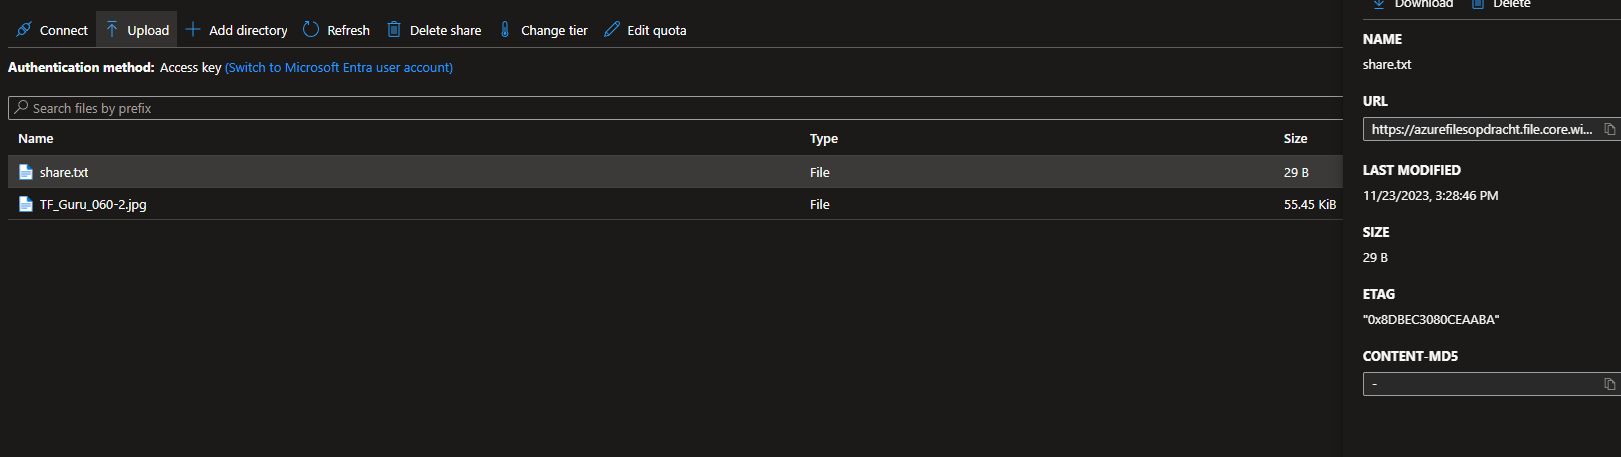 Connect Upload Add directory Refresh Delete share Change tier Edit quota
Authentication method: Access key (Switch to Microsoft Entra user account)
Search files by prefix
Name Type Size
share.txt File 29 B
TF_Guru_060-2.jpg File 55.45 KiB
Download Delete
NAME
share.txt
URL
https://azurefilesopdracht.file.core.wi...
LAST MODIFIED
11/23/2023, 3:28:46 PM
SIZE
29 B
ETAG
"0x8DBEC3080CEAABA"
CONTENT-MD5
-